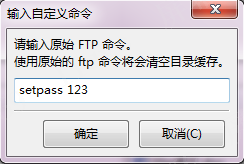 输入自定义命令
请输入原始 FTP 命令。
使用原始的 ftp 命令将会清空目录缓存。
setpass 123
确定
取消(C)